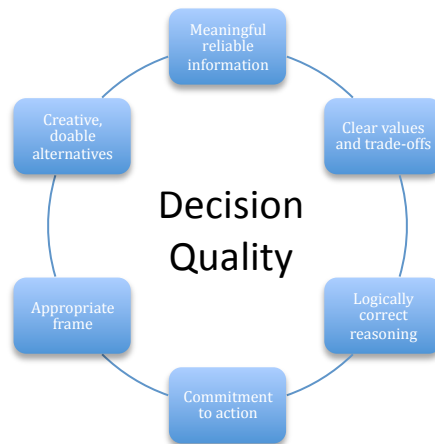 Meaningful
reliable
information
Creative,
doable
alternatives
Clear values
and trade-offs
Decision
Quality
Appropriate
frame
Logically
correct
reasoning
Commitment
to action